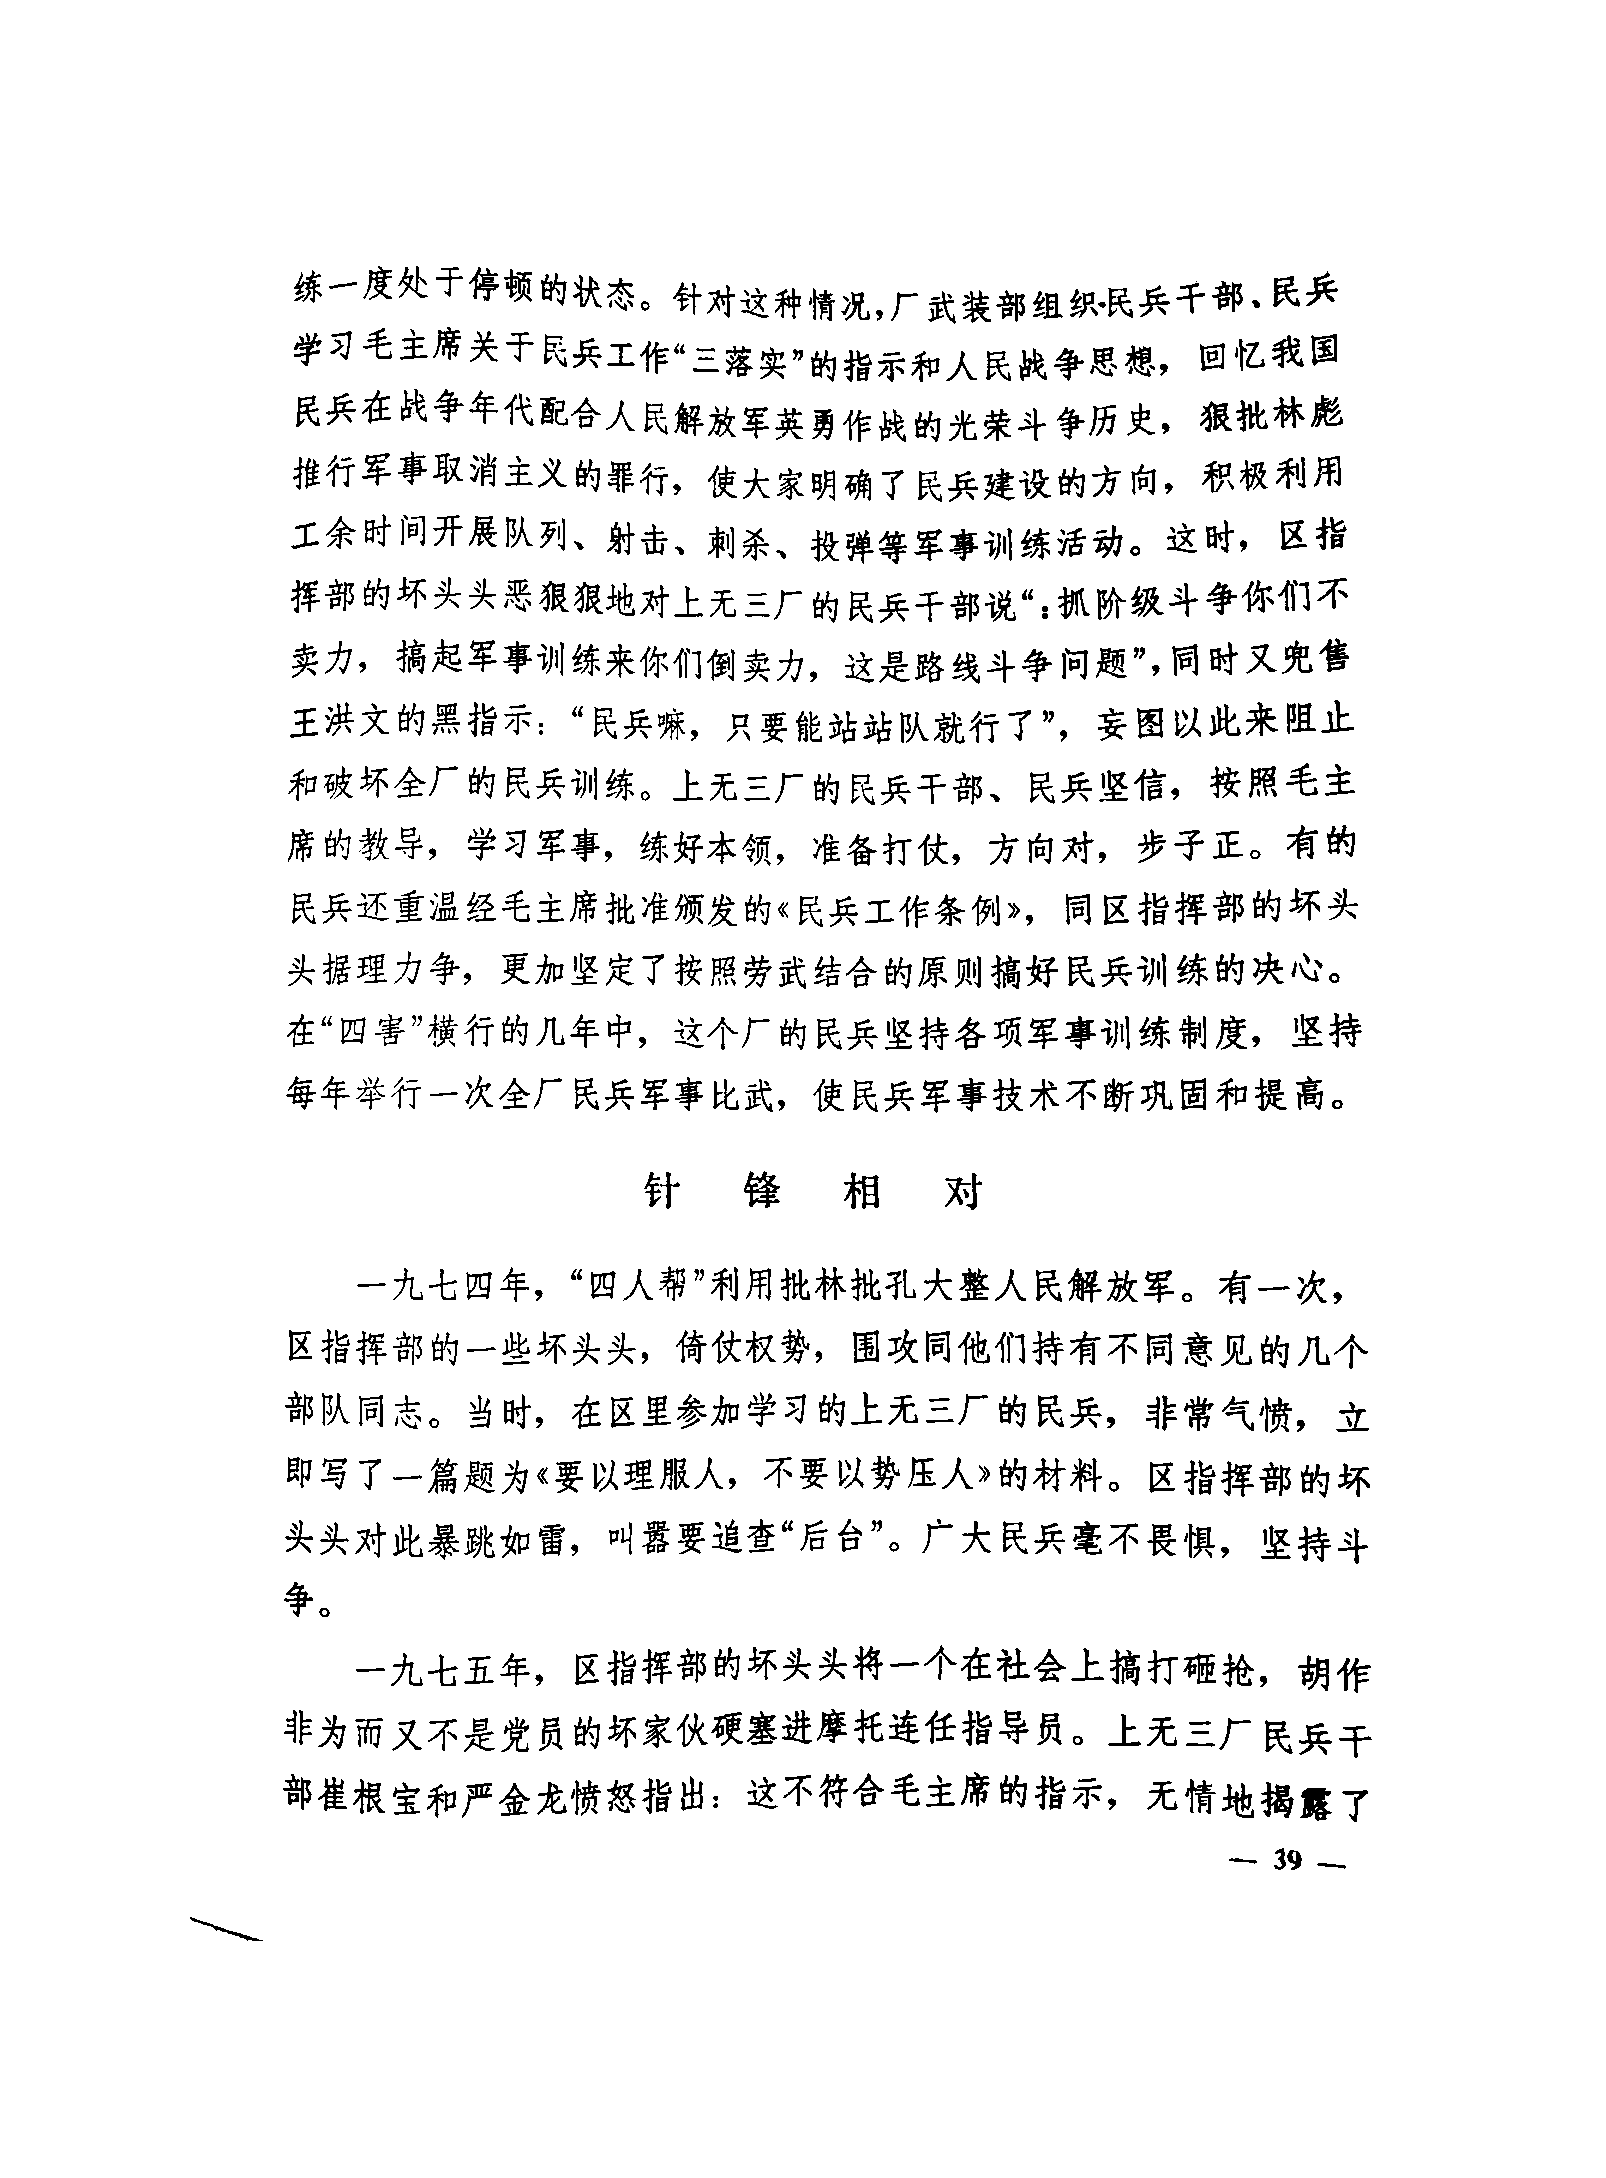 练一度处于停顿的状态。针对这种情况，厂武装部组织·民兵干部、民兵
学习毛主席关于民兵工作“三落实”的指示和人民战争思想，回忆我国
民兵在战争年代配合人民解放军英勇作战的光荣斗争历史，狠批林彪
推行军事取消主义的罪行，使大家明确了民兵建设的方向，积极利用
工余时间开展队列、射击、刺杀、投弹等军事训练活动。这时，区指
挥部的坏头头恶狠狠地对上无三厂的民兵干部说“：抓阶级斗争你们不
卖力，搞起军事训练来你们倒卖力，这是路线斗争问题”，同时又兜售
王洪文的黑指示：“民兵嘛，只要能站站队就行了”，妄图以此来阻止
和破坏全厂的民兵训练。上无三厂的民兵干部、民兵坚信，按照毛主
席的教导，学习军事，练好本领，准备打仗，方向对，步子正。有的
民兵还重温经毛主席批准颁发的《民兵工作条例》，同区指挥部的坏头
头据理力争，更加坚定了按照劳武结合的原则搞好民兵训练的决心。
在“四害”横行的几年中，这个厂的民兵坚持各项军事训练制度，坚持
每年举行一次全厂民兵军事比武，使民兵军事技术不断巩固和提高。
针锋相对
一九七四年，“四人帮”利用批林批孔大整人民解放军。有一次，
区指挥部的一些坏头头，倚仗权势，围攻同他们持有不同意见的几个
部队同志。当时，在区里参加学习的上无三厂的民兵，非常气愤，立
即写了一篇题为《要以理服人，不要以势压人》的材料。区指挥部的坏
头头对此暴跳如雷，叫嚣要追查“后台”。广大民兵毫不畏惧，坚持斗
争。
一九七五年，区指挥部的坏头头将一个在社会上搞打砸抢，胡作
非为而又不是党员的坏家伙硬塞进摩托连任指导员。上无三厂民兵干
部崔根宝和严金龙愤怒指出：这不符合毛主席的指示，无情地揭露了
— 39 —